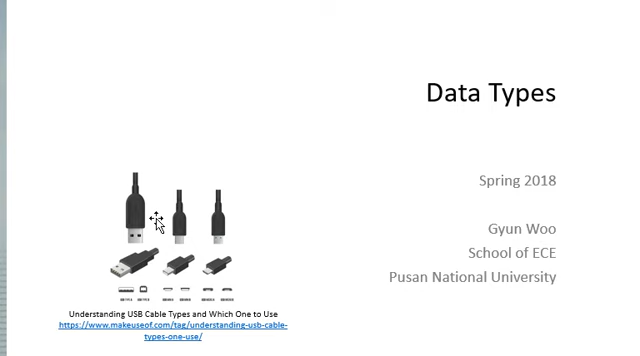 Data Types
Spring 2018
Gyun Woo
School of ECE
Pusan National University
Understanding USB Cable Types and Which One to Use
https://www.makeuseof.com/tag/understanding-usb-cable-
types-one-use/